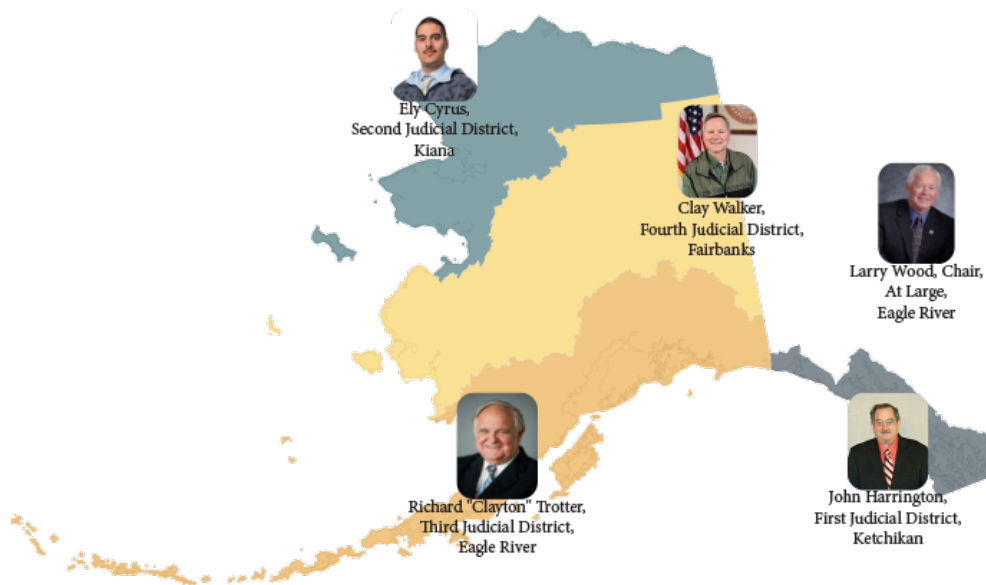 Ely Cyrus,
Second Judicial District,
Kiana
Clay Walker,
Fourth Judicial District,
Fairbanks
Larry Wood, Chair,
At Large,
Eagle River
Richard "Clayton" Trotter,
Third Judicial District,
Eagle River
John Harrington,
First Judicial District,
Ketchikan